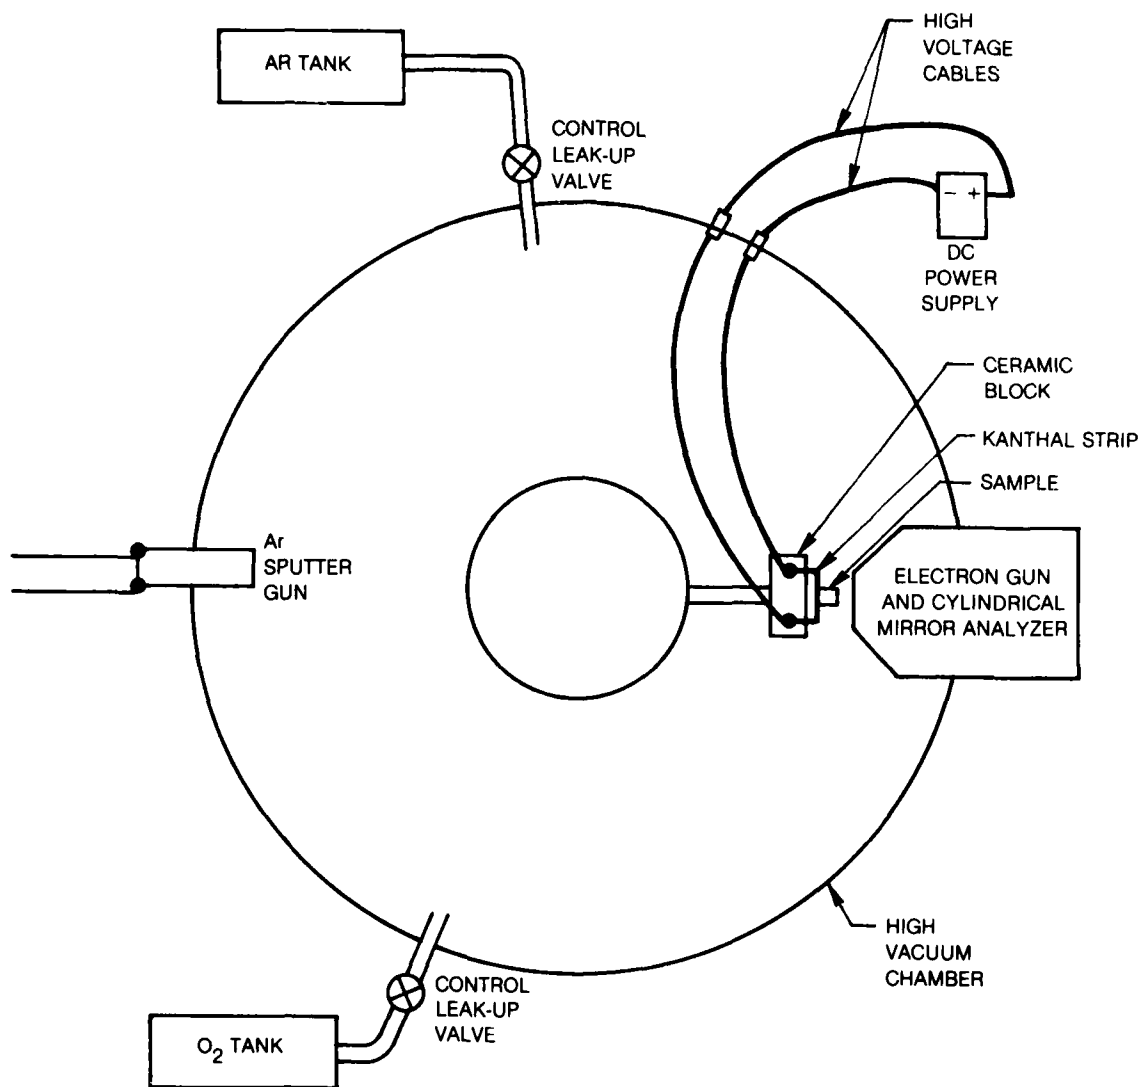 AR TANK
CONTROL
LEAK-UP
VALVE
HIGH
VOLTAGE
CABLES
- +
DC
POWER
SUPPLY
CERAMIC
BLOCK
KANTHAL STRIP
SAMPLE
Ar
SPUTTER
GUN
ELECTRON GUN
AND CYLINDRICAL
MIRROR ANALYZER
HIGH
VACUUM
CHAMBER
CONTROL
LEAK-UP
VALVE
O₂ TANK